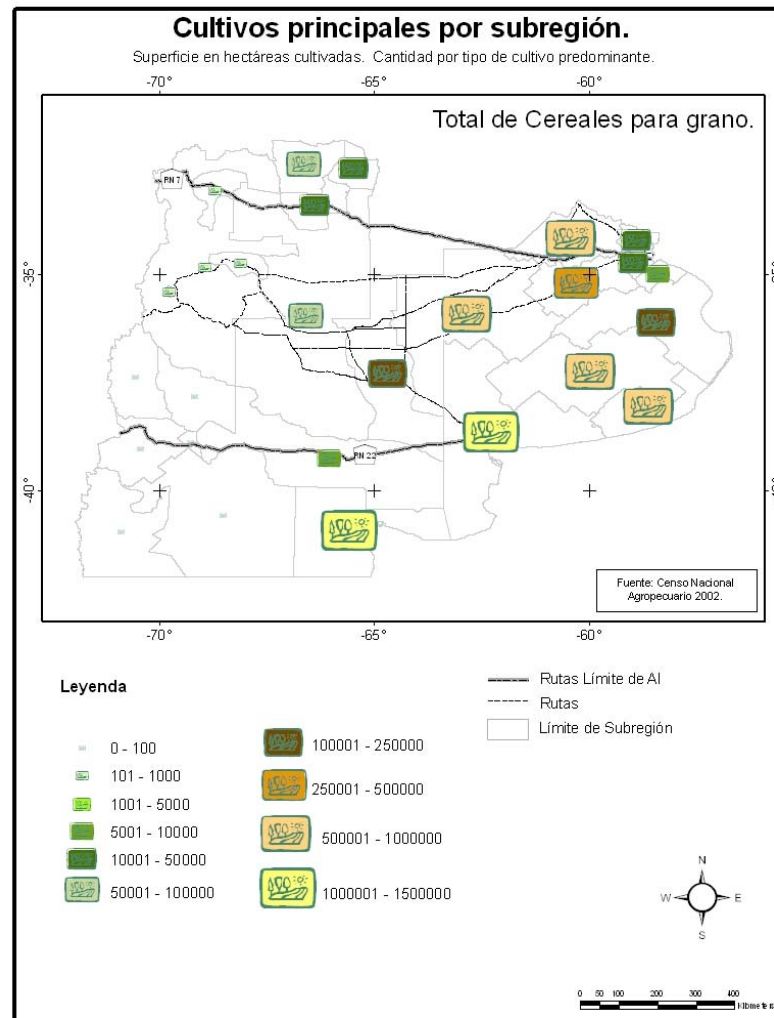 Cultivos principales por subregión.
Superficie en hectáreas cultivadas. Cantidad por tipo de cultivo predominante.
-70° -65° -60°
Total de Cereales para grano.
RN 7
-35° -35°
RN 22
-40° -40°
Fuente: Censo Nacional
Agropecuario 2002.
-70° -65° -60°
Leyenda
0 - 100
101 - 1000
1001 - 5000
5001 - 10000
10001 - 50000
50001 - 100000
100001 - 250000
250001 - 500000
500001 - 1000000
1000001 - 1500000
Rutas Límite de AI
Rutas
Límite de Subregión
N
W E
S
0 50 100 200 300 400